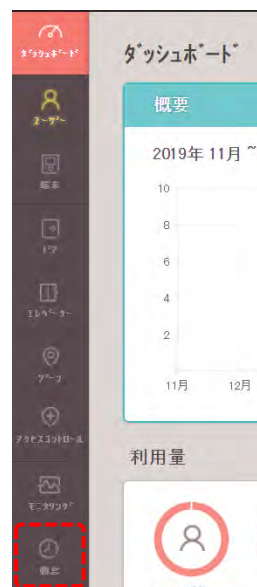 ﾀﾞｯｼｭﾎﾞｰﾄﾞ
ﾕｰｻﾞｰ
端末
ﾄﾞｱ
ｴﾚﾍﾞｰﾀｰ
ｿﾞｰﾝ
ｱｸｾｽｺﾝﾄﾛｰﾙ
ﾓﾆﾀﾘﾝｸﾞ
勤怠
ﾀﾞｯｼｭﾎﾞｰﾄﾞ
概要
2019年 11月 ~
10
8
6
4
2
11月 12月
利用量